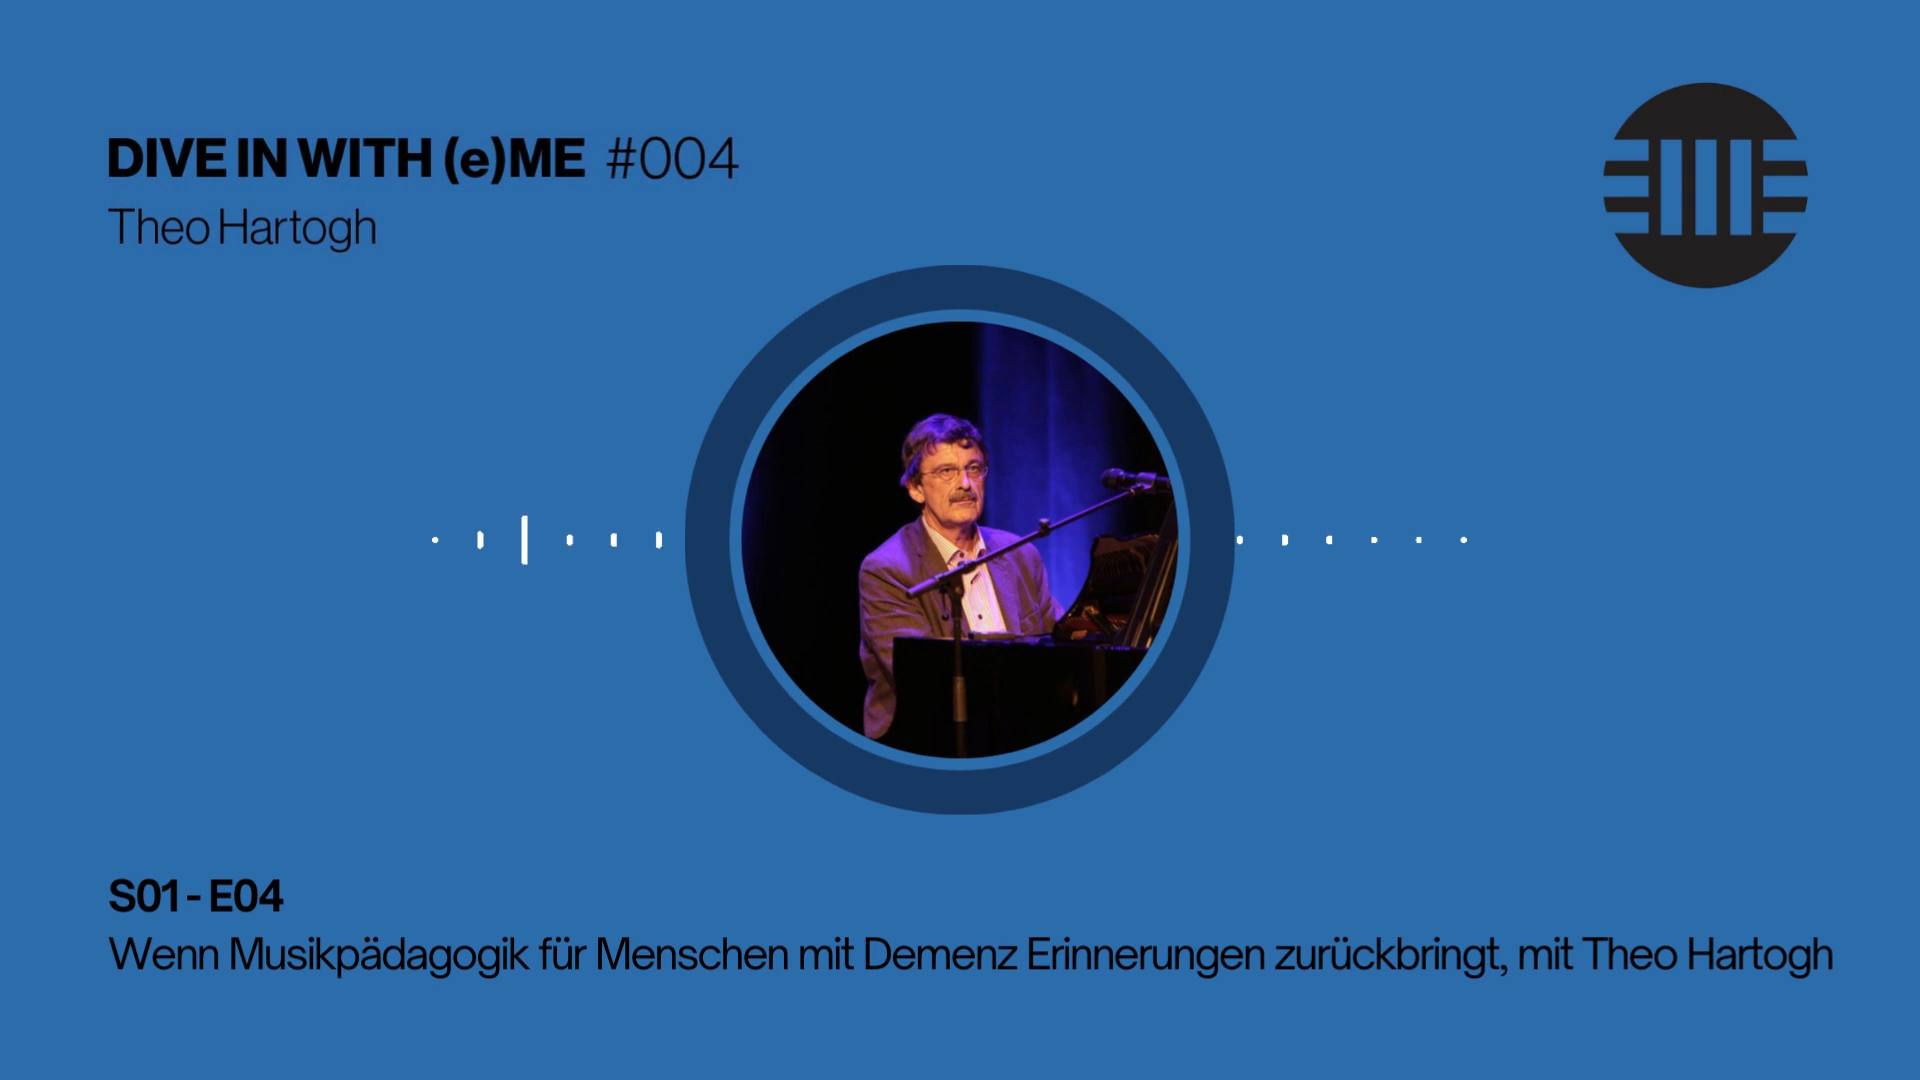 DIVE IN WITH (e)ME #004
Theo Hartogh
S01 - E04
Wenn Musikpädagogik für Menschen mit Demenz Erinnerungen zurückbringt, mit Theo Hartogh